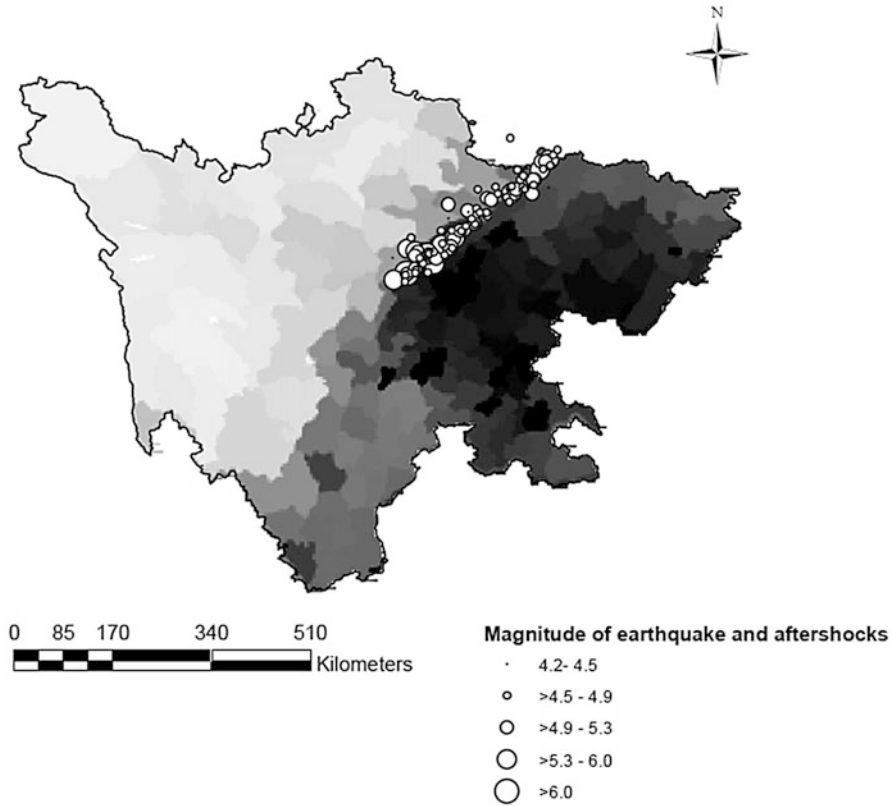 N
0 85 170 340 510
Kilometers
Magnitude of earthquake and aftershocks
4.2- 4.5
>4.5 - 4.9
>4.9 - 5.3
>5.3 - 6.0
>6.0